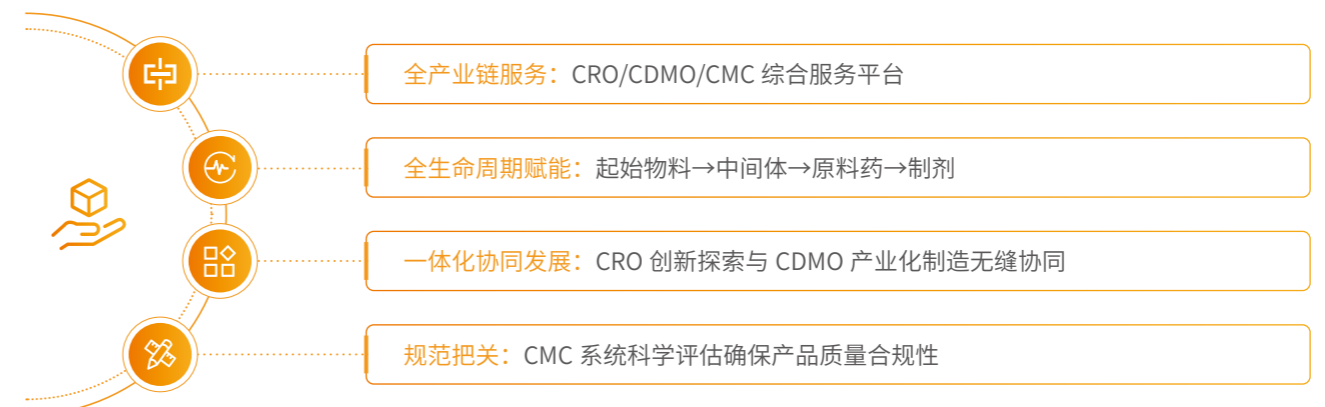 全产业链服务：CRO/CDMO/CMC 综合服务平台
全生命周期赋能：起始物料→中间体→原料药→制剂
一体化协同发展：CRO 创新探索与 CDMO 产业化制造无缝协同
规范把关：CMC 系统科学评估确保产品质量合规性